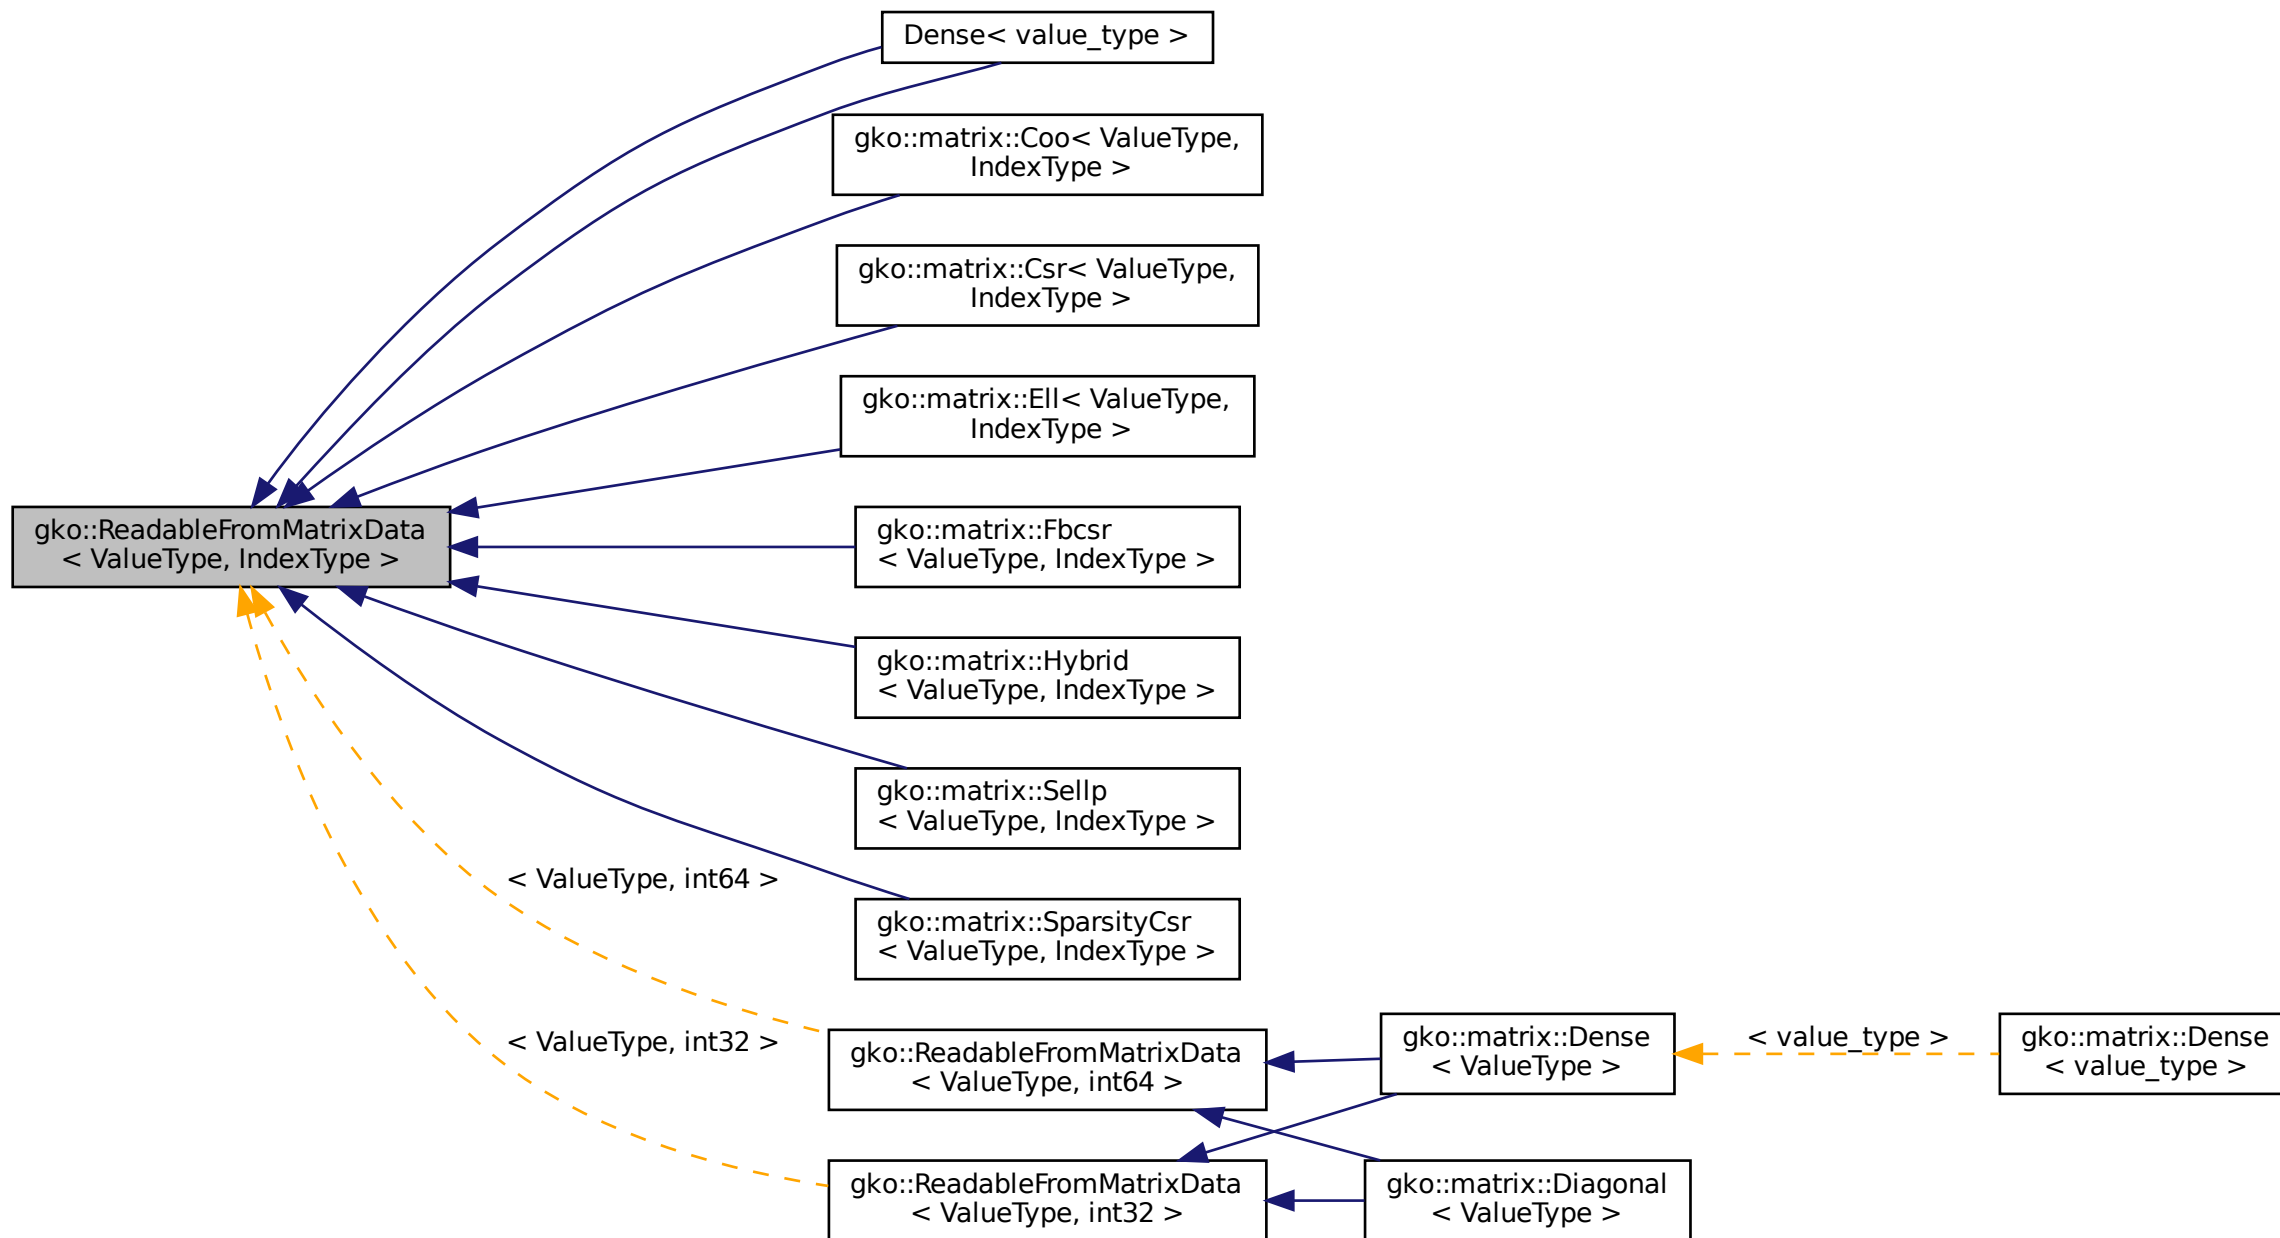 Dense< value_type >
gko::matrix::Coo< ValueType,
IndexType >
gko::matrix::Csr< ValueType,
IndexType >
gko::matrix::Ell< ValueType,
IndexType >
gko::ReadableFromMatrixData
< ValueType, IndexType >
gko::matrix::Fbcsr
< ValueType, IndexType >
gko::matrix::Hybrid
< ValueType, IndexType >
gko::matrix::Sellp
< ValueType, IndexType >
< ValueType, int64 >
gko::matrix::SparsityCsr
< ValueType, IndexType >
< ValueType, int32 >
gko::ReadableFromMatrixData
< ValueType, int64 >
gko::matrix::Dense
< ValueType >
< value_type >
gko::matrix::Dense
< value_type >
gko::ReadableFromMatrixData
< ValueType, int32 >
gko::matrix::Diagonal
< ValueType >